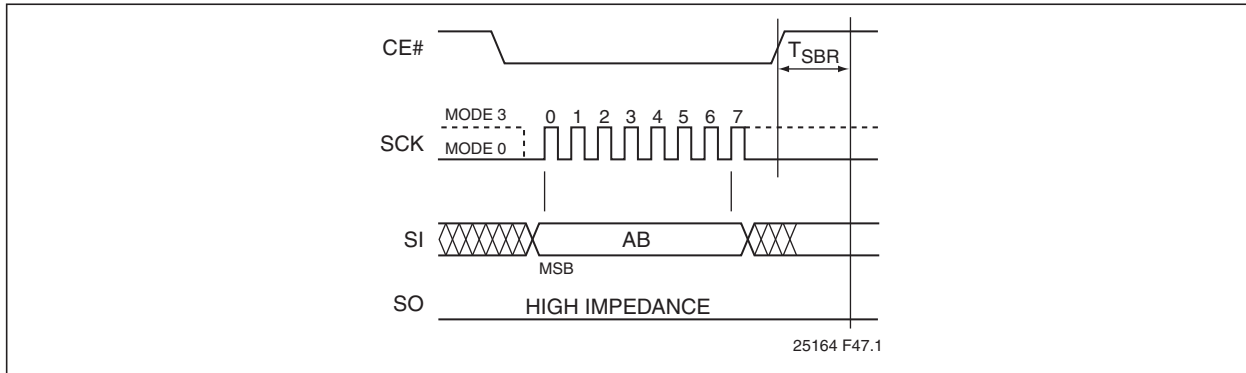 CE#
TSBR
MODE 3
0 1 2 3 4 5 6 7
SCK
MODE 0
SI
AB
MSB
SO
HIGH IMPEDANCE
25164 F47.1